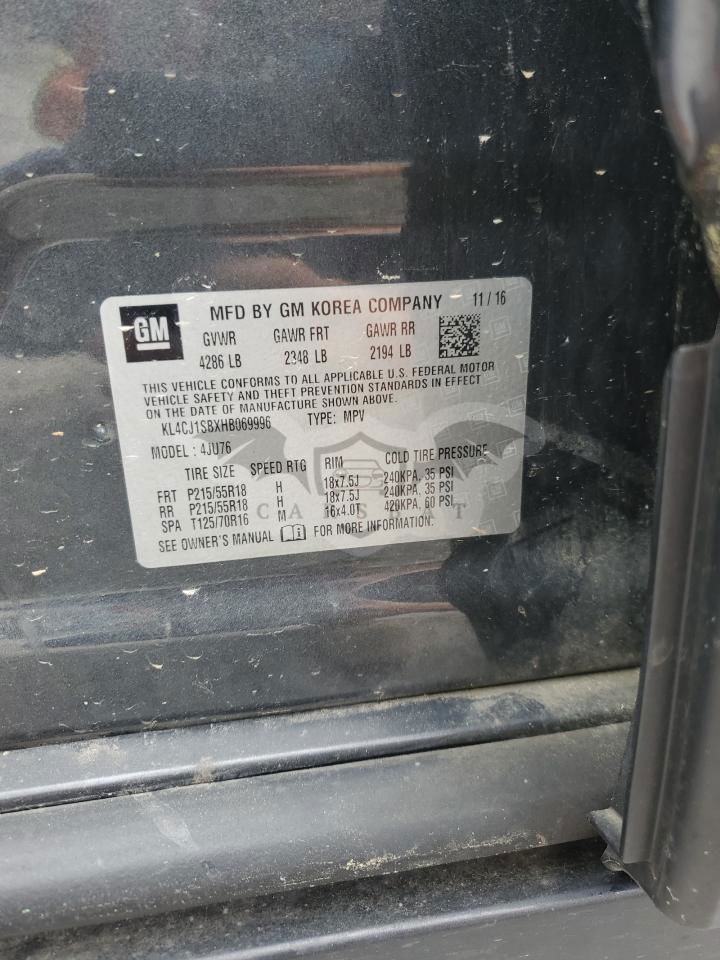 GM
MFD BY GM KOREA COMPANY 11 / 16
GVWR GAWR FRT GAWR RR
4286 LB 2348 LB 2194 LB
THIS VEHICLE CONFORMS TO ALL APPLICABLE U.S. FEDERAL MOTOR
VEHICLE SAFETY AND THEFT PREVENTION STANDARDS IN EFFECT
ON THE DATE OF MANUFACTURE SHOWN ABOVE.
KL4CJ1SBXHB069996 TYPE: MPV
MODEL : 4JU76
TIRE SIZE SPEED RTG RIM COLD TIRE PRESSURE
FRT P215/55R18 H 18x7.5J 240KPA, 35 PSI
RR P215/55R18 H 18x7.5J 240KPA, 35 PSI
SPA T125/70R16 M 16x4.0T 420KPA, 60 PSI
SEE OWNER'S MANUAL FOR MORE INFORMATION.
CARSBAT